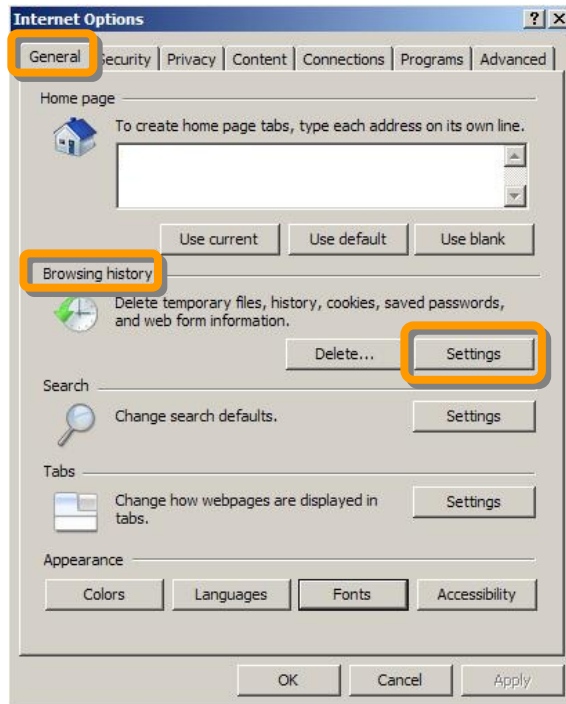 Internet Options
General Security Privacy Content Connections Programs Advanced
Home page
To create home page tabs, type each address on its own line.
Use current Use default Use blank
Browsing history
Delete temporary files, history, cookies, saved passwords,
and web form information.
Delete... Settings
Search
Change search defaults. Settings
Tabs
Change how webpages are displayed in
tabs. Settings
Appearance
Colors Languages Fonts Accessibility
OK Cancel Apply